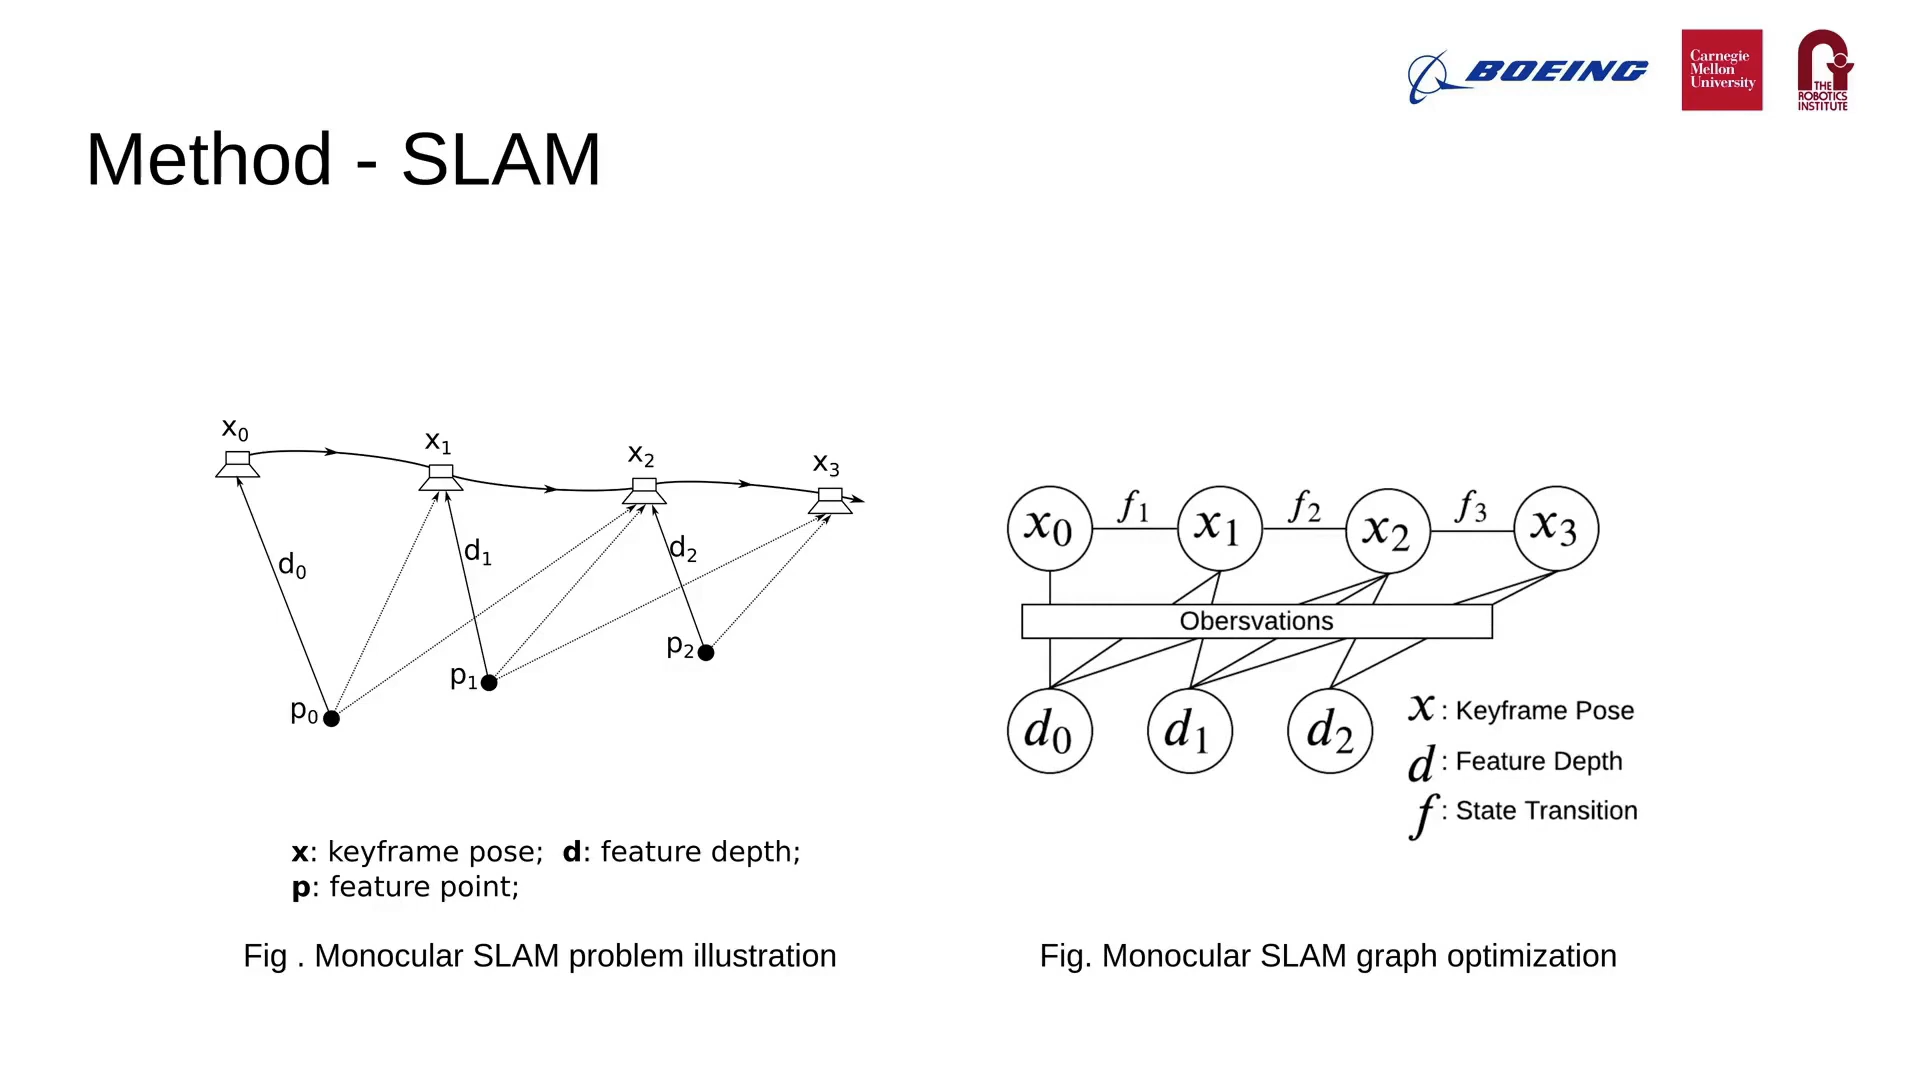 BOEING
Carnegie
Mellon
University
THE
ROBOTICS
INSTITUTE
Method - SLAM
x0
x1
x2
x3
d0
d1
d2
p0
p1
p2
x: keyframe pose; d: feature depth;
p: feature point;
Fig . Monocular SLAM problem illustration
x0 f1 x1 f2 x2 f3 x3
Obersvations
d0 d1 d2
x : Keyframe Pose
d : Feature Depth
f : State Transition
Fig. Monocular SLAM graph optimization